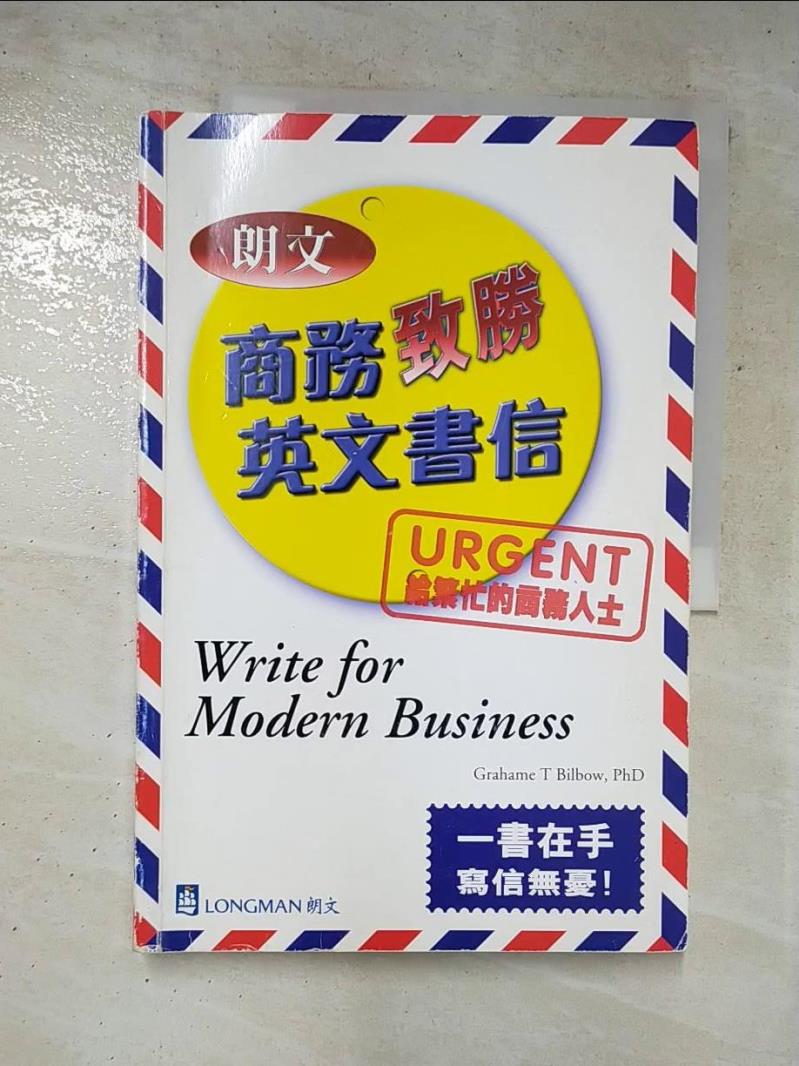 朗文
商務致勝
英文書信
URGENT
給繁忙的商務人士
Write for
Modern Business
Grahame T Bilbow, PhD
一書在手
寫信無憂！
LONGMAN 朗文